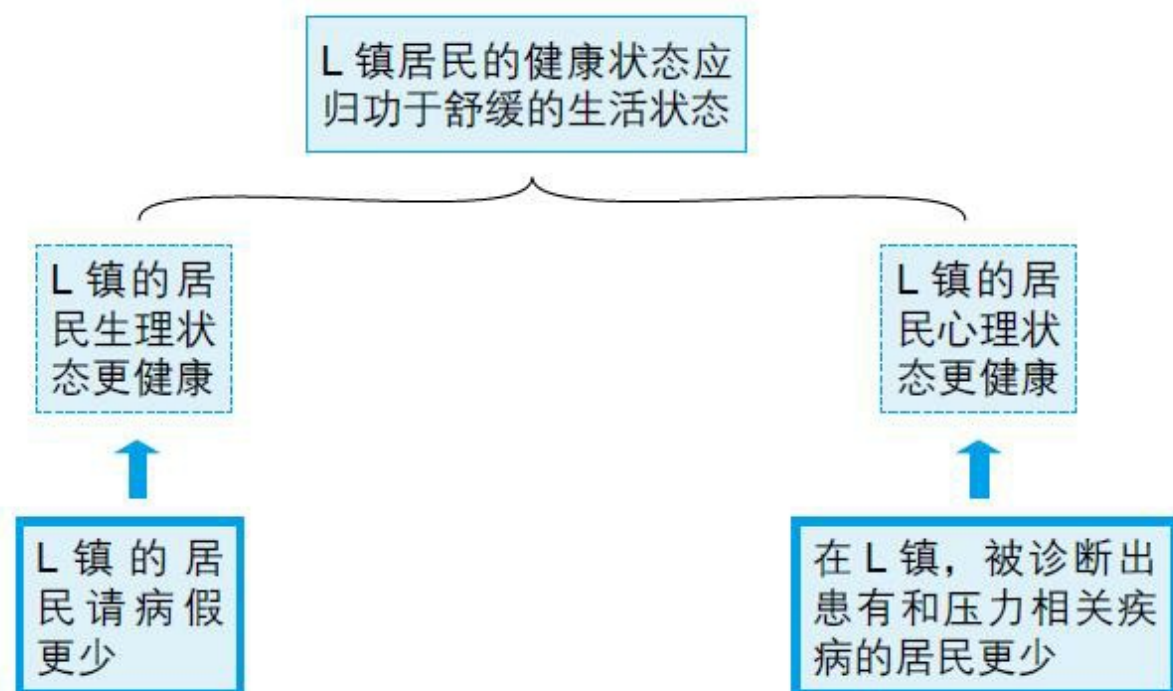 L 镇居民的健康状态应
归功于舒缓的生活状态
L 镇的居
民生理状
态更健康
L 镇的居
民心理状
态更健康
L 镇的居
民请病假
更少
在 L 镇，被诊断出
患有和压力相关疾
病的居民更少